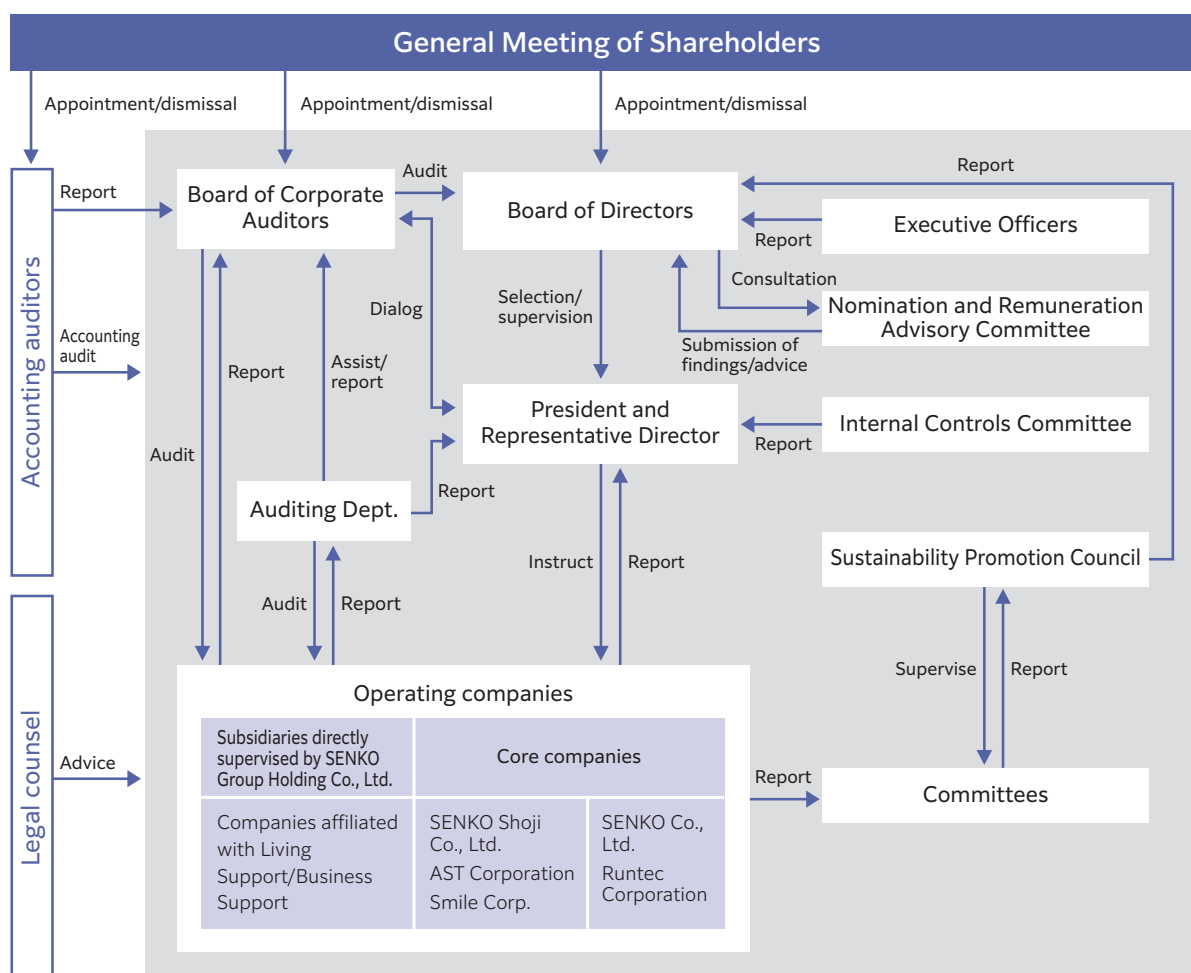 General Meeting of Shareholders
Appointment/dismissal
Appointment/dismissal
Appointment/dismissal
Accounting auditors
Report
Accounting
audit
Board of Corporate
Auditors
Audit
Board of Directors
Report
Executive Officers
Report
Consultation
Nomination and Remuneration
Advisory Committee
Submission of
findings/advice
Selection/
supervision
Dialog
Assist/
report
Report
Audit
President and
Representative Director
Internal Controls Committee
Report
Auditing Dept.
Report
Audit
Report
Instruct
Report
Sustainability Promotion Council
Supervise
Report
Legal counsel
Advice
Operating companies
Subsidiaries directly
supervised by SENKO
Group Holding Co., Ltd.
Core companies
Companies affiliated
with Living
Support/Business
Support
SENKO Shoji
Co., Ltd.
AST Corporation
Smile Corp.
SENKO Co.,
Ltd.
Runtec
Corporation
Report
Committees